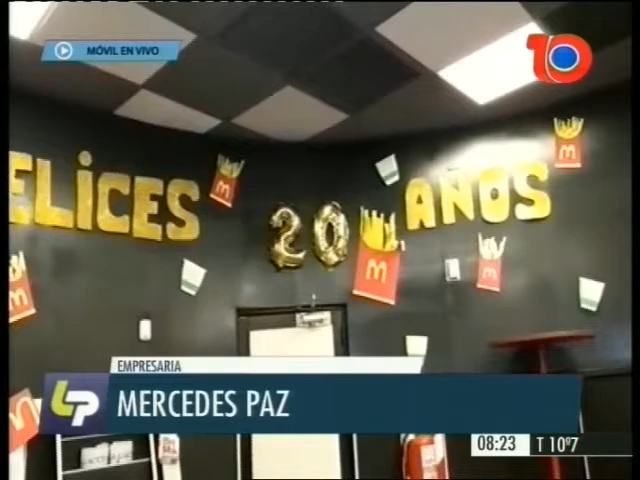 MÓVIL EN VIVO
10
ELICES
20
AÑOS
EMPRESARIA
LP
MERCEDES PAZ
08:23
T 10°7